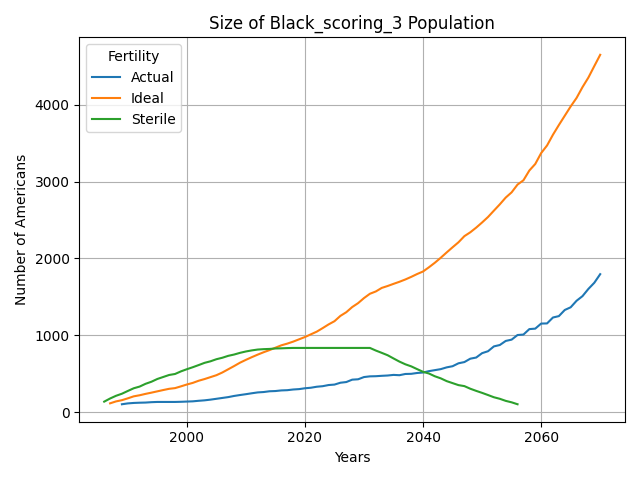 Size of Black_scoring_3 Population
Fertility
Actual
Ideal
Sterile
Number of Americans
4000
3000
2000
1000
0
2000
2020
2040
2060
Years